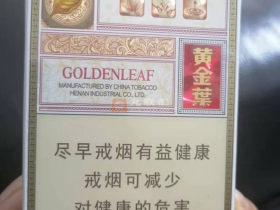 GOLDENLEAF
MANUFACTURED BY CHINA TOBACCO
HENAN INDUSTRIAL CO., LTD.
黄金葉
尽早戒烟有益健康
戒烟可减少
对健康的危害